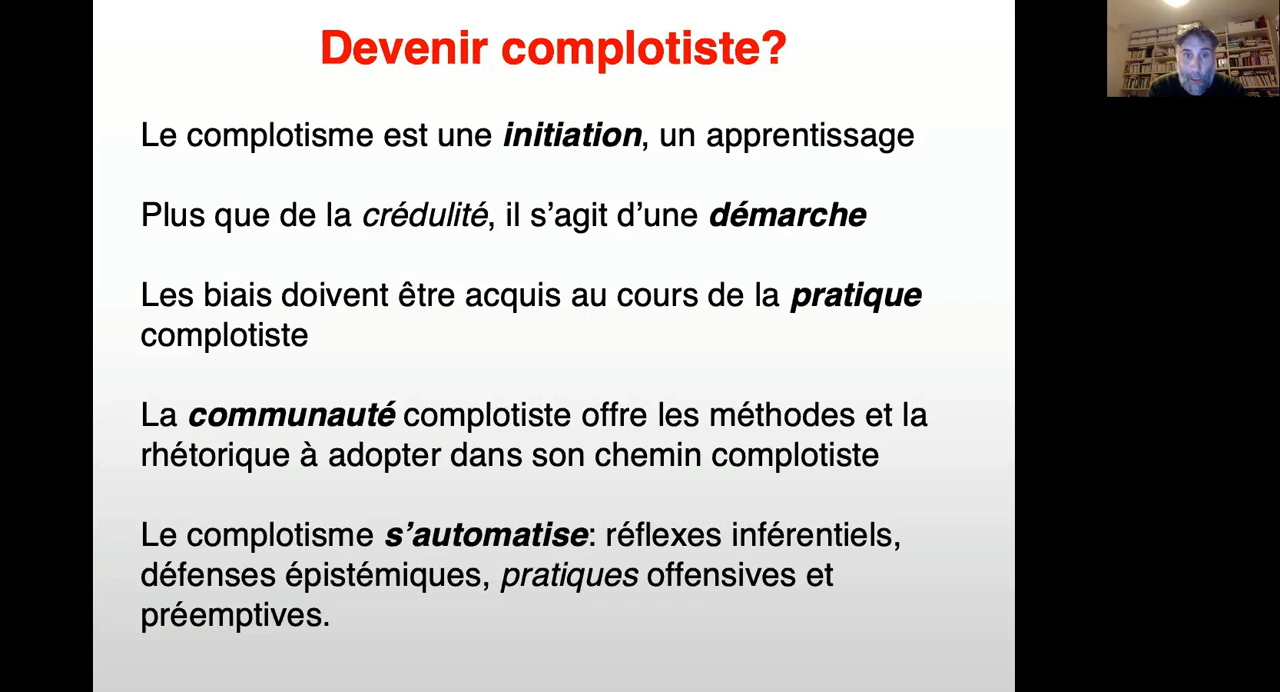 Devenir complotiste?
Le complotisme est une initiation, un apprentissage
Plus que de la crédulité, il s’agit d’une démarche
Les biais doivent être acquis au cours de la pratique
complotiste
La communauté complotiste offre les méthodes et la
rhétorique à adopter dans son chemin complotiste
Le complotisme s’automatise: réflexes inférentiels,
défenses épistémiques, pratiques offensives et
préemptives.